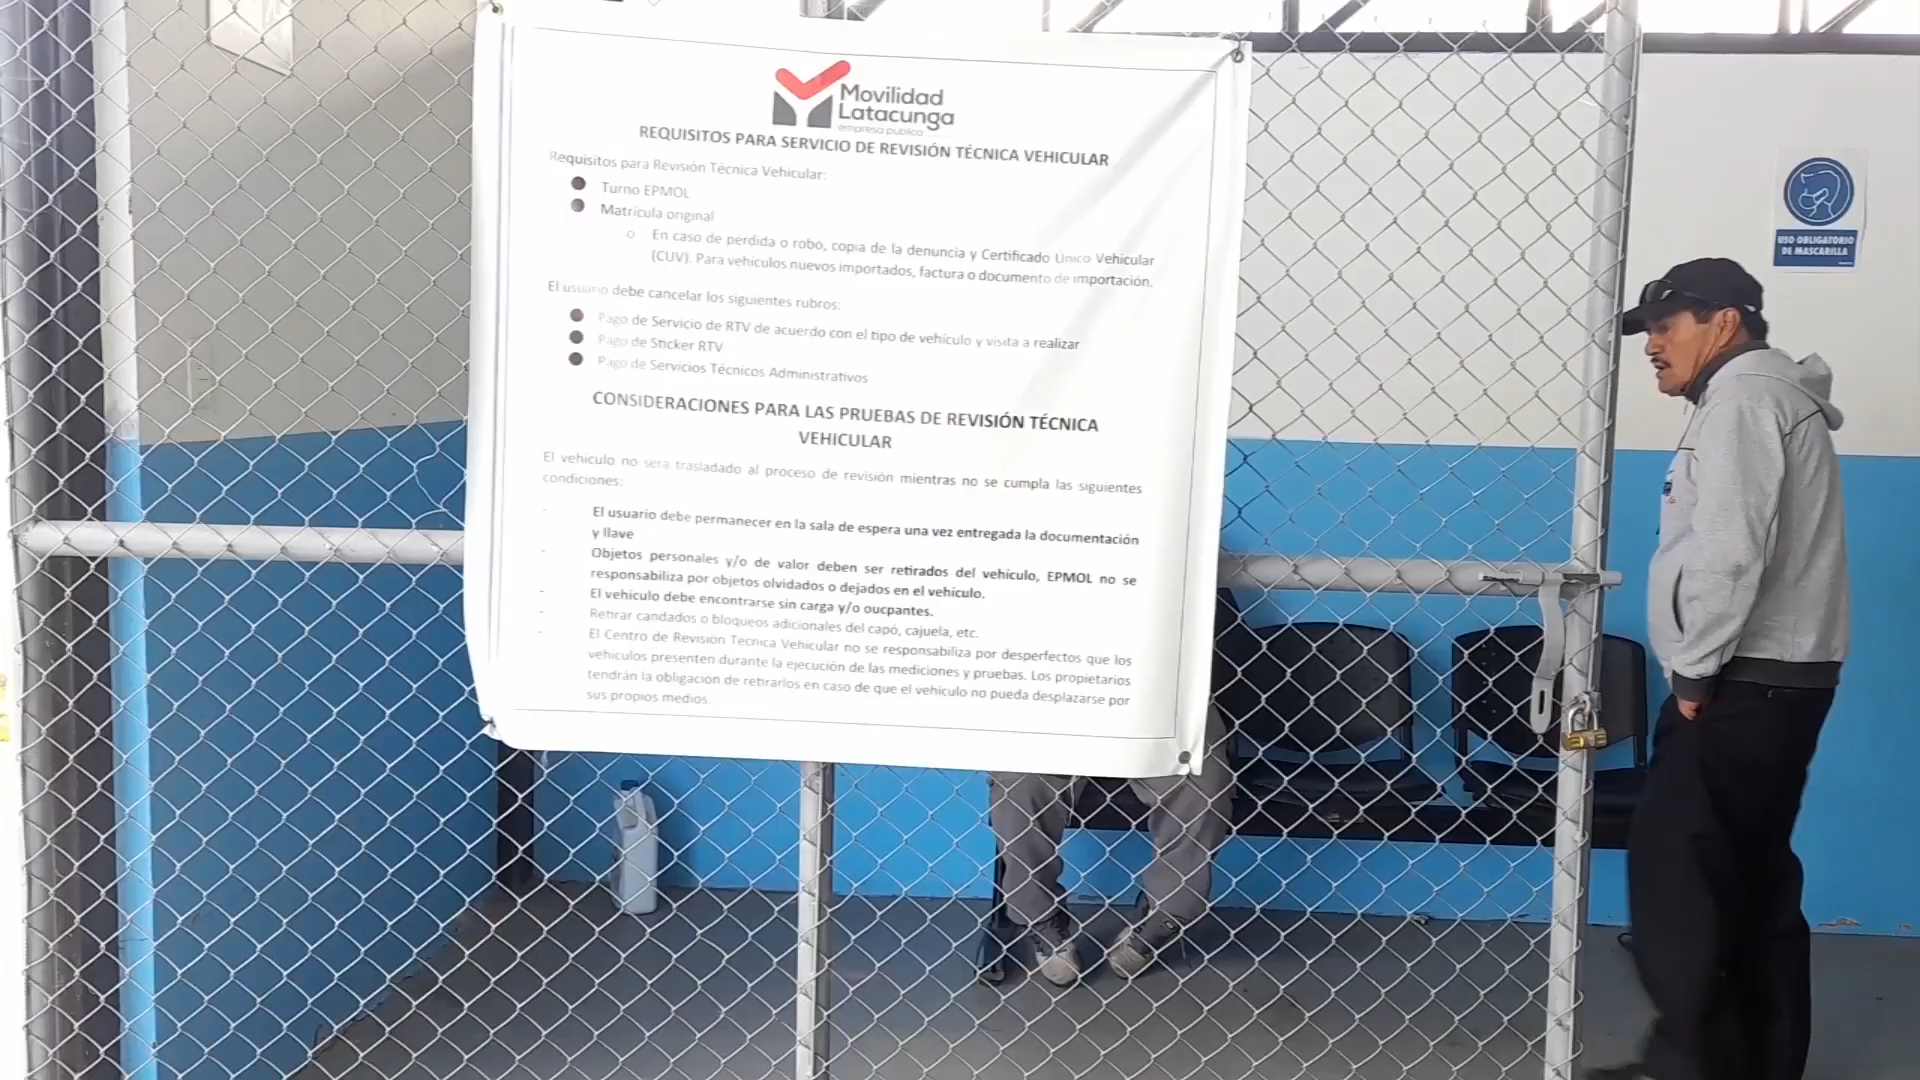 Movilidad
Latacunga
empresa publica
REQUISITOS PARA SERVICIO DE REVISIÓN TÉCNICA VEHICULAR
Requisitos para Revisión Técnica Vehicular:
Turno EPMOL
Matrícula original
En caso de perdida o robo, copia de la denuncia y Certificado Único Vehicular
(CUV). Para vehículos nuevos importados, factura o documento de importación.
El usuario debe cancelar los siguientes rubros:
Pago de Servicio de RTV de acuerdo con el tipo de vehículo y visita a realizar
Pago de Sticker RTV
Pago de Servicios Técnicos Administrativos
CONSIDERACIONES PARA LAS PRUEBAS DE REVISIÓN TÉCNICA
VEHICULAR
El vehículo no sera trasladado al proceso de revisión mientras no se cumpla las siguientes
condiciones:
- El usuario debe permanecer en la sala de espera una vez entregada la documentación
y llave
- Objetos personales y/o de valor deben ser retirados del vehículo, EPMOL no se
responsabiliza por objetos olvidados o dejados en el vehículo.
- El vehículo debe encontrarse sin carga y/o oucpantes.
- Retirar candados o bloqueos adicionales del capó, cajuela, etc.
- El Centro de Revisión Técnica Vehicular no se responsabiliza por desperfectos que los
vehículos presenten durante la ejecución de las mediciones y pruebas. Los propietarios
tendrán la obligación de retirarlos en caso de que el vehículo no pueda desplazarse por
sus propios medios.
USO OBLIGATORIO
DE MASCARILLA